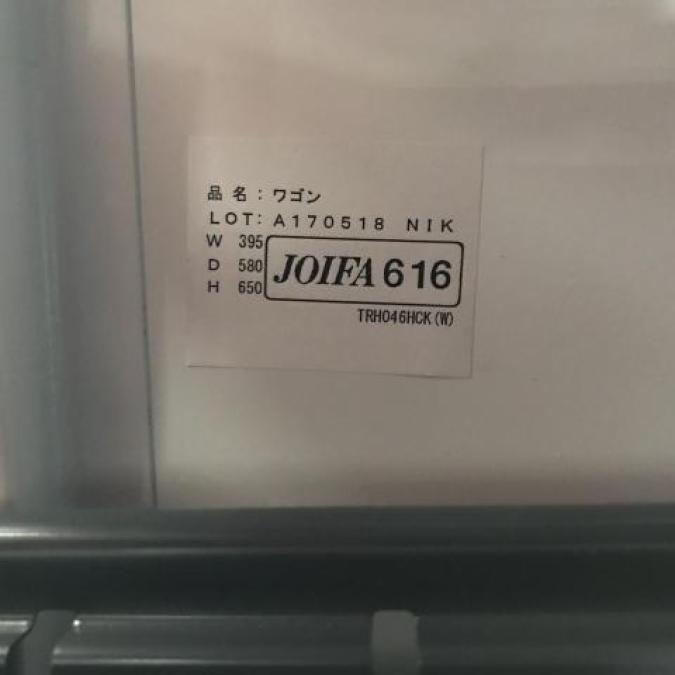 品名：ワゴン
LOT: A170518 NIK
W 395
D 580
H 650
JOIFA 616
TRH046HCK(W)